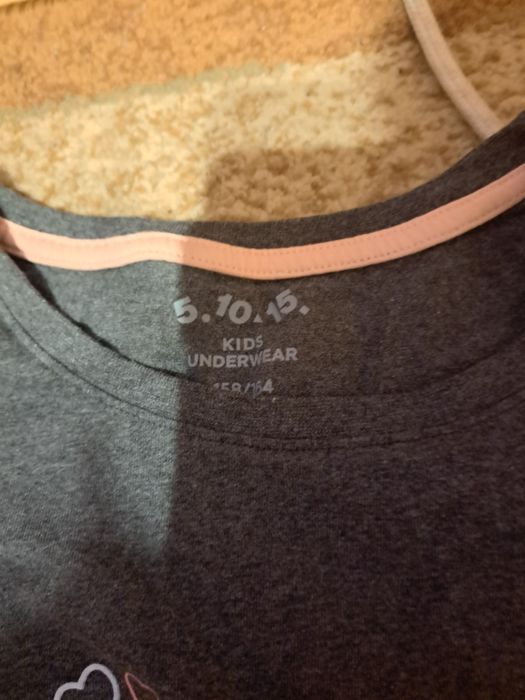 5.10.15.
KIDS
UNDERWEAR
158/164